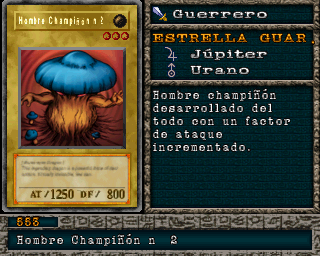 Hombre Champiñón n 2
AT/1250 DF/ 800
Guerrero
ESTRELLA GUAR.
Júpiter
Urano
Hombre champiñón
desarrollado del
todo con un factor
de ataque
incrementado.
553
Hombre Champiñón n 2